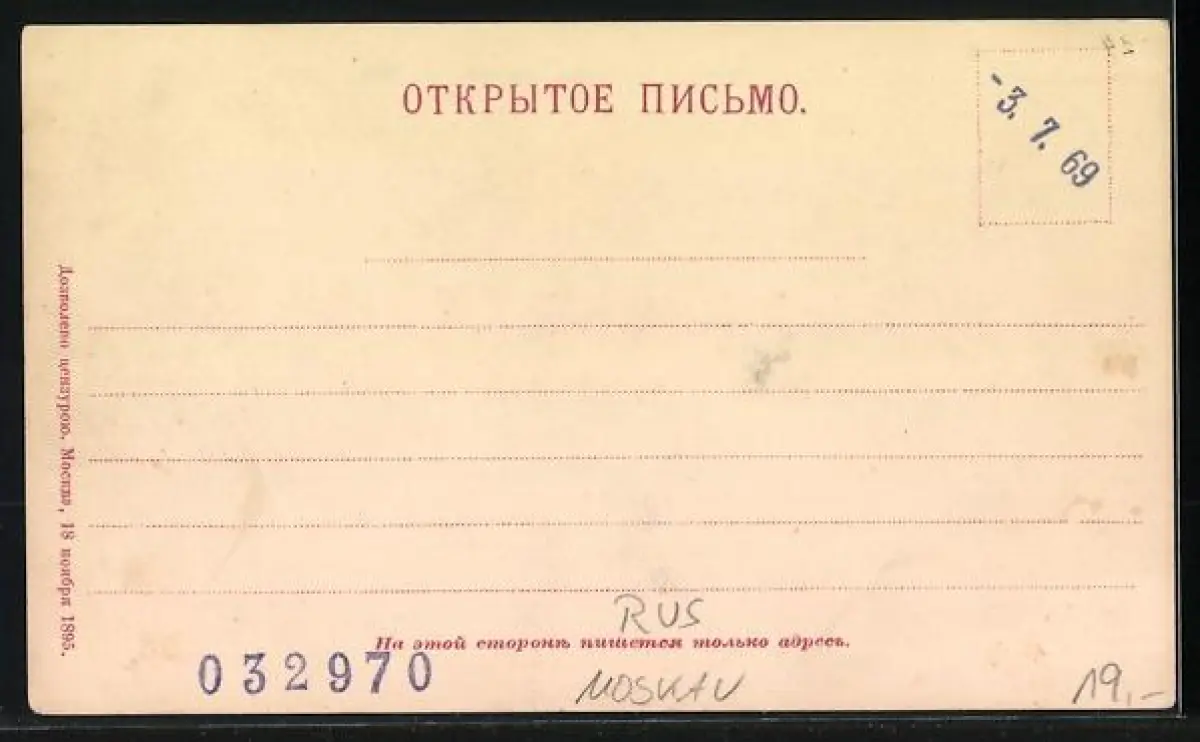 ОТКРЫТОЕ ПИСЬМО.
- 3. 7. 69
Дозволено цензурою. Москва, 18 ноября 1895.
RUS
На этой сторонѣ пишется только адресъ.
032970
MOSKAU
19,-